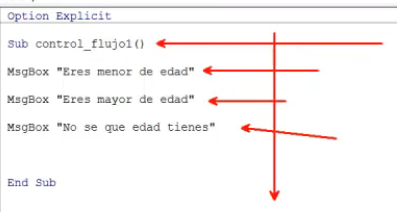 Option Explicit
Sub control_flujo1()
MsgBox "Eres menor de edad"
MsgBox "Eres mayor de edad"
MsgBox "No se que edad tienes"
End Sub